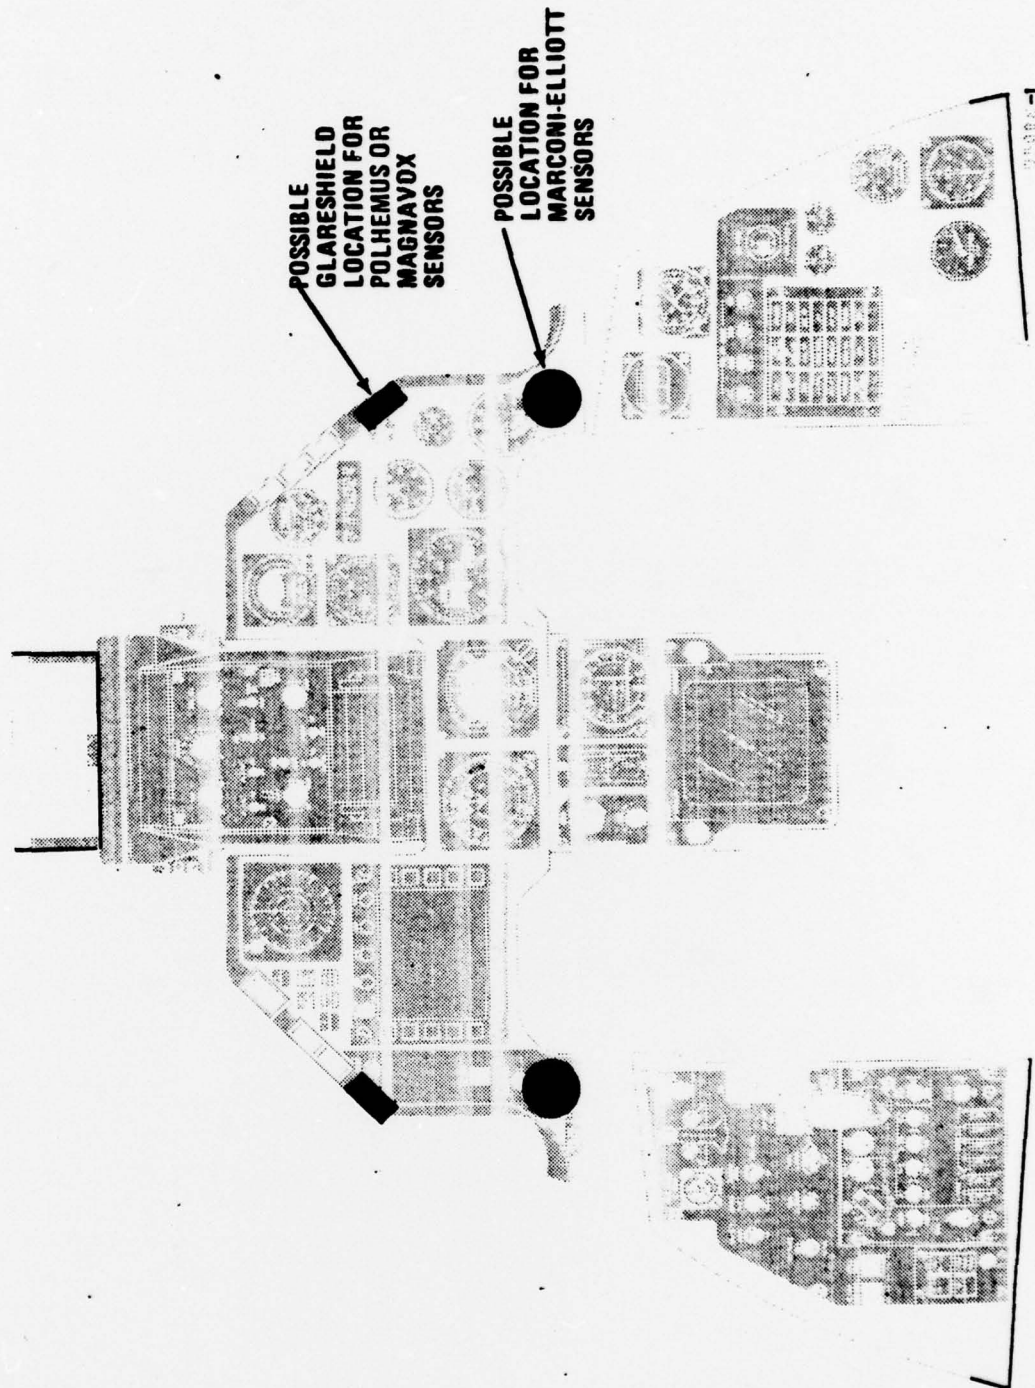 POSSIBLE
GLARESHIELD
LOCATION FOR
POLHEMUS OR
MAGNAVOX
SENSORS
POSSIBLE
LOCATION FOR
MARCONI-ELLIOTT
SENSORS